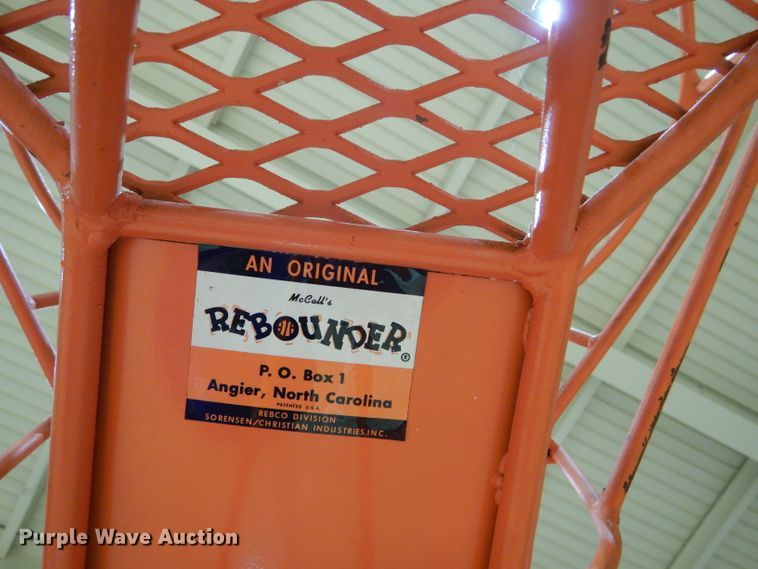 AN ORIGINAL
McCall's
REBOUNDER®
P. O. Box 1
Angier, North Carolina
PATENTED U.S.A.
REBCO DIVISION
SORENSEN/CHRISTIAN INDUSTRIES, INC.
Purple Wave Auction